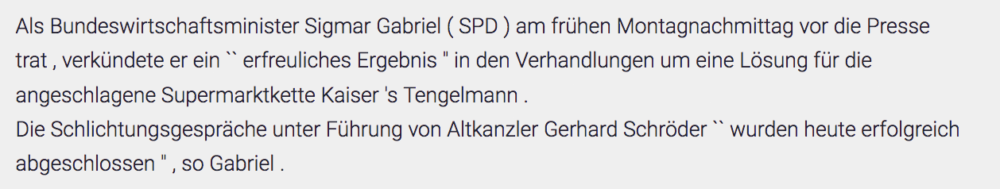 Als Bundeswirtschaftsminister Sigmar Gabriel ( SPD ) am frühen Montagnachmittag vor die Presse
trat , verkündete er ein `` erfreuliches Ergebnis " in den Verhandlungen um eine Lösung für die
angeschlagene Supermarktkette Kaiser 's Tengelmann .
Die Schlichtungsgespräche unter Führung von Altkanzler Gerhard Schröder `` wurden heute erfolgreich
abgeschlossen " , so Gabriel .